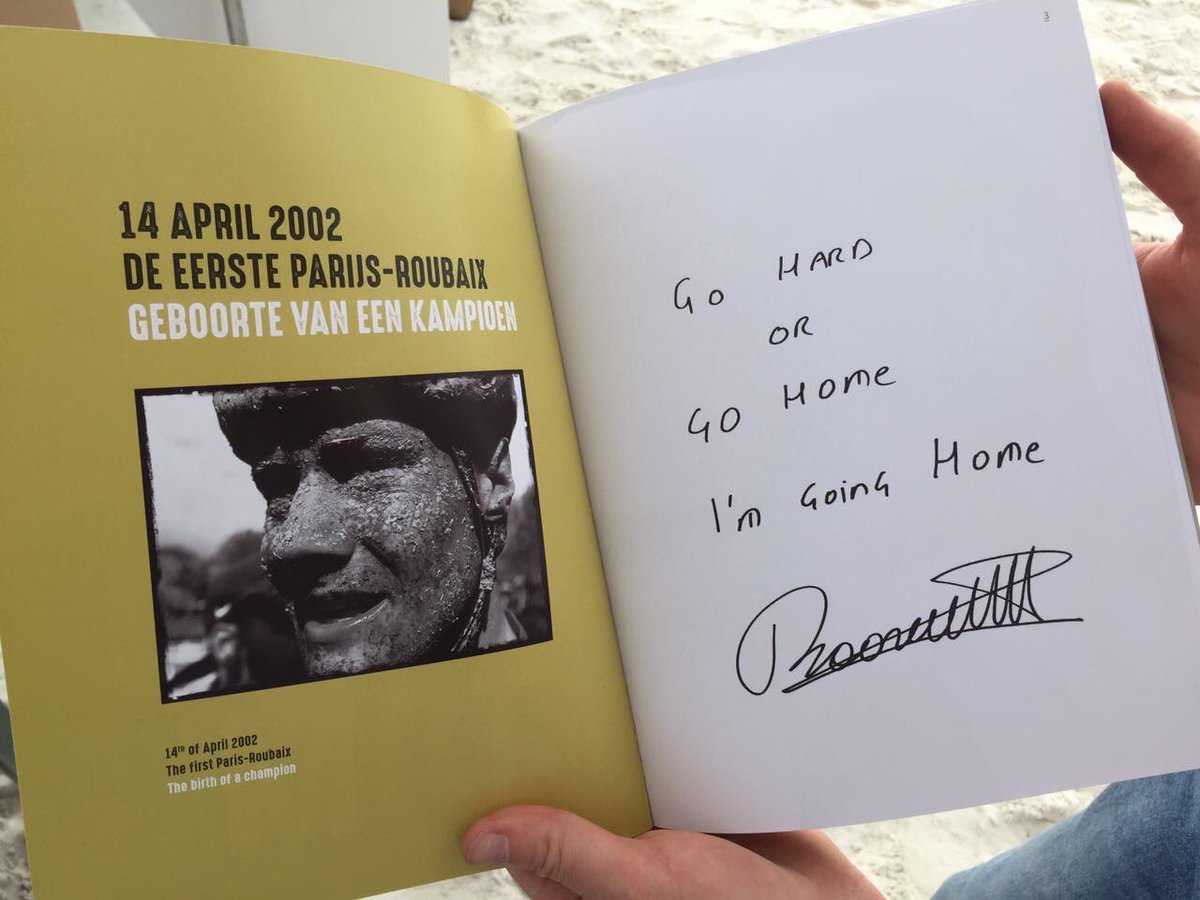 14 APRIL 2002
DE EERSTE PARIJS-ROUBAIX
GEBOORTE VAN EEN KAMPIOEN
14th of April 2002
The first Paris-Roubaix
The birth of a champion
3
GO HARD
OR
GO HOME
I'm GOING HOME